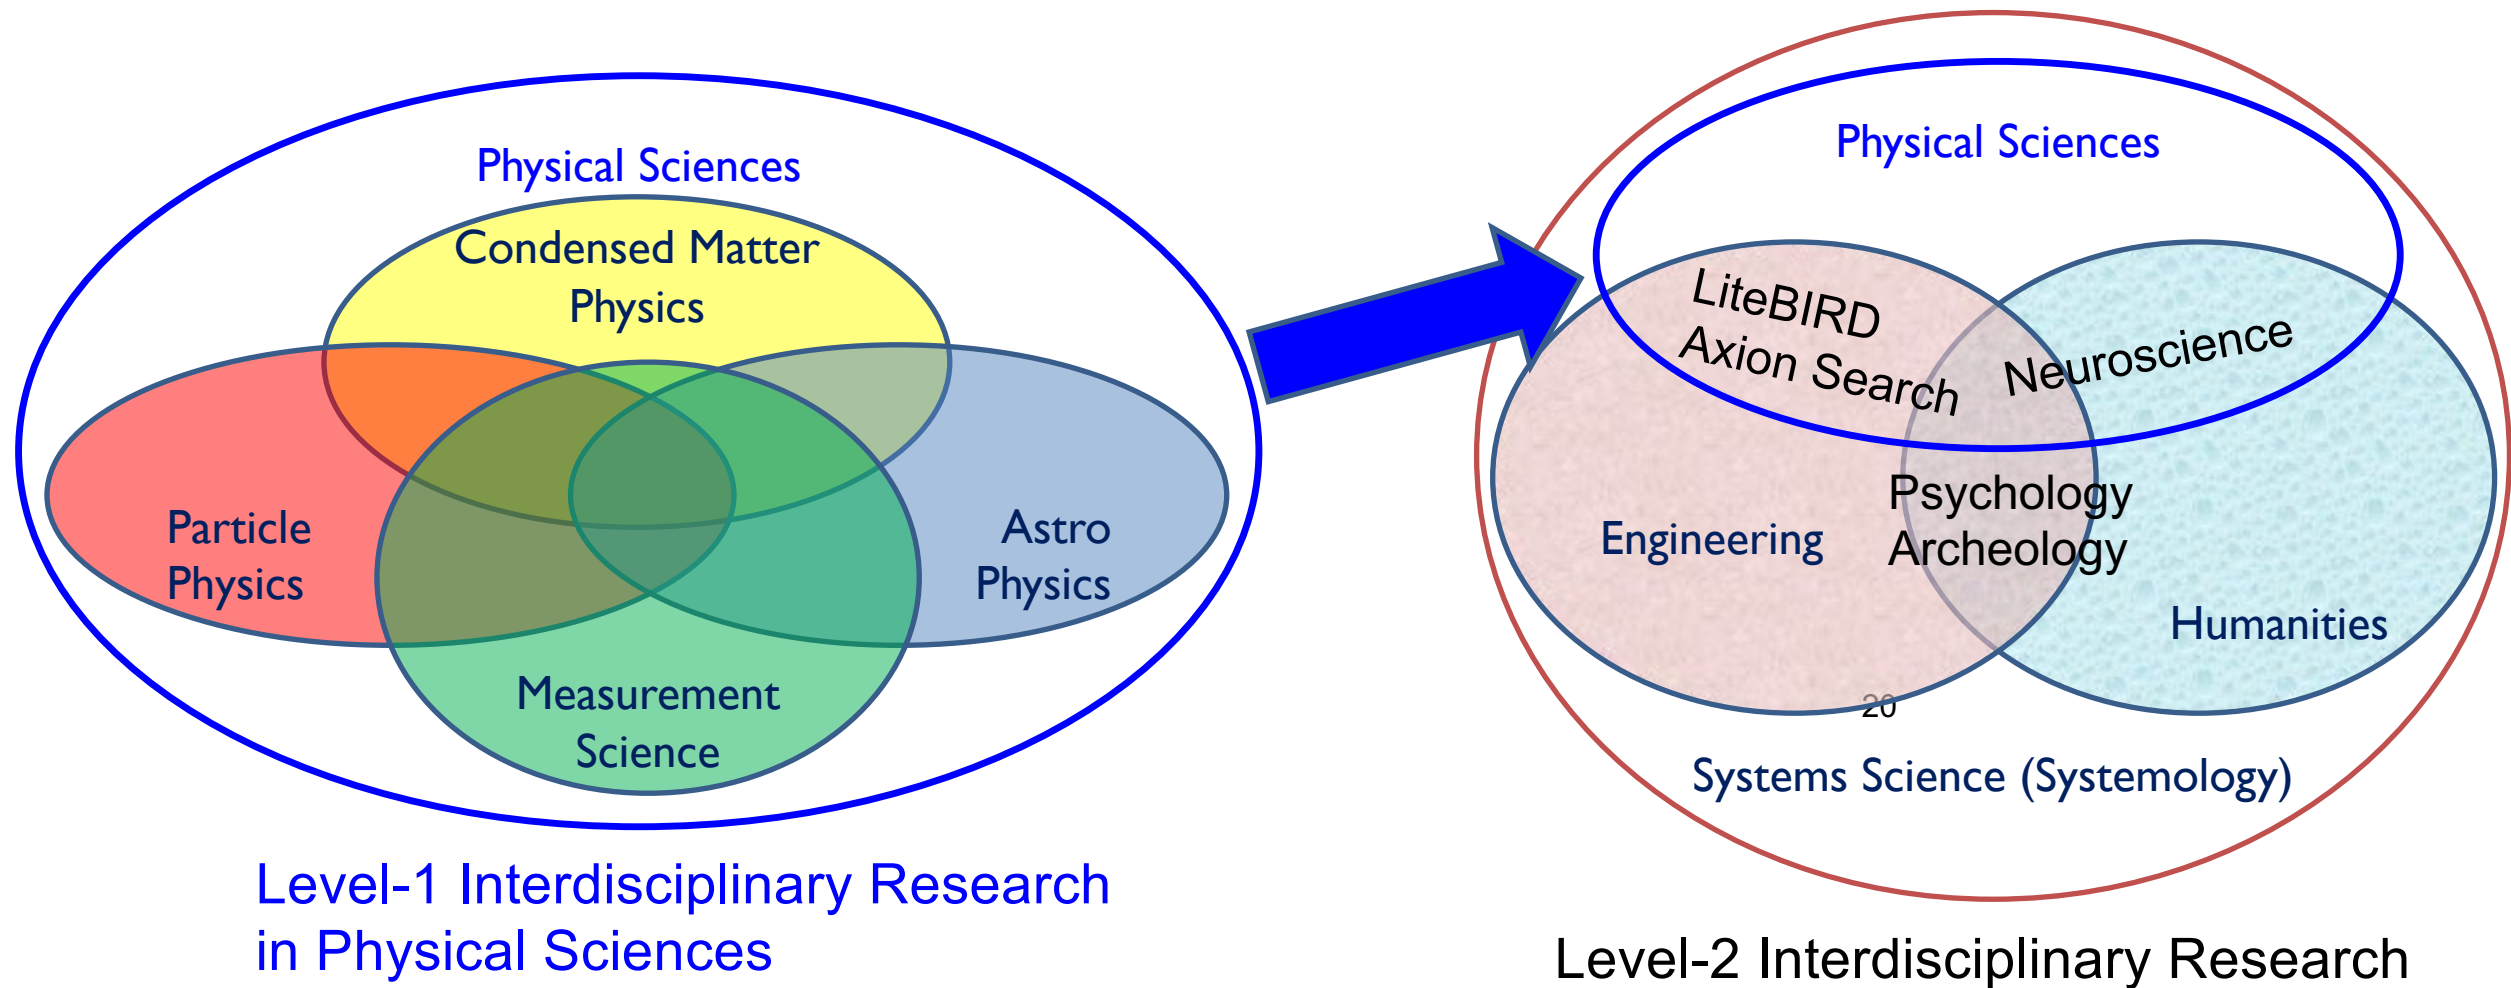 Physical Sciences
Condensed Matter
Physics
Particle
Physics
Astro
Physics
Measurement
Science
Level-1 Interdisciplinary Research
in Physical Sciences
Physical Sciences
LiteBIRD
Axion Search
Neuroscience
Psychology
Archeology
Engineering
Humanities
20
Systems Science (Systemology)
Level-2 Interdisciplinary Research